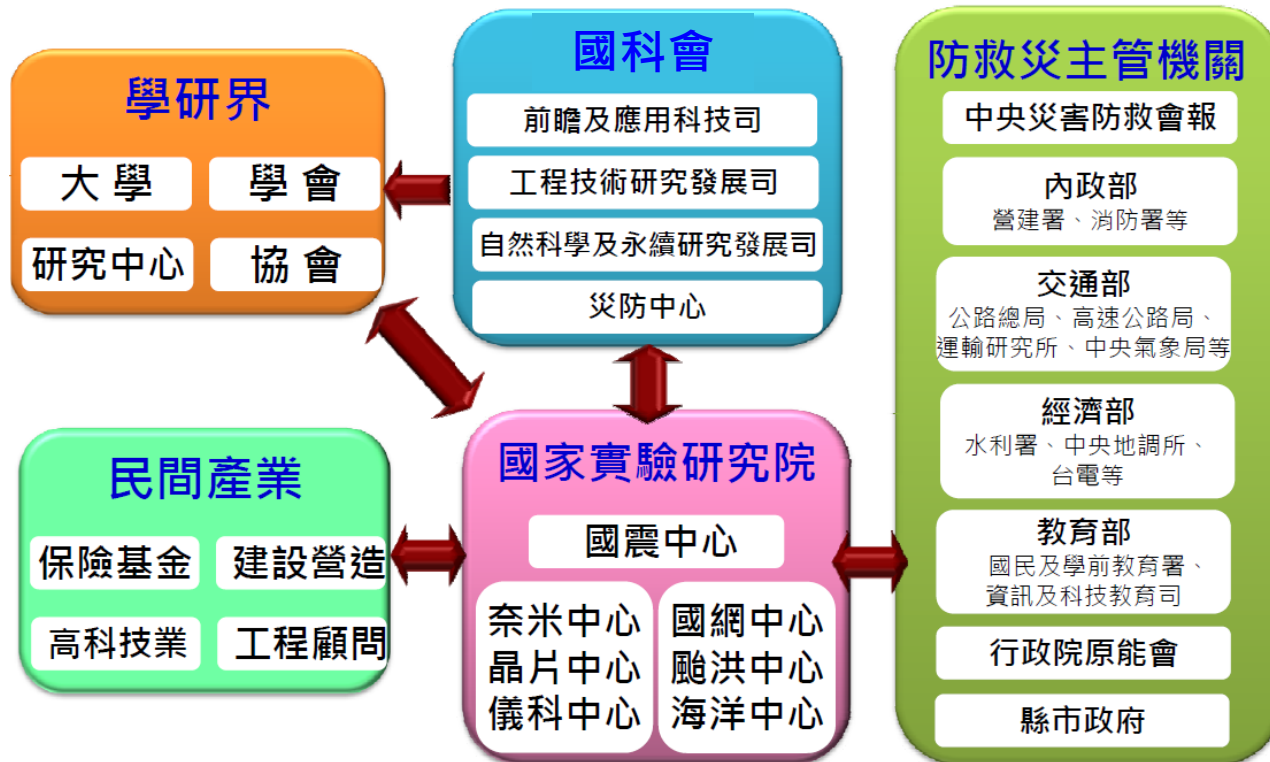 學研界
大 學
學 會
研究中心
協 會
國科會
前瞻及應用科技司
工程技術研究發展司
自然科學及永續研究發展司
災防中心
防救災主管機關
中央災害防救會報
內政部
營建署、消防署等
交通部
公路總局、高速公路局、
運輸研究所、中央氣象局等
經濟部
水利署、中央地調所、
台電等
教育部
國民及學前教育署、
資訊及科技教育司
行政院原能會
縣市政府
民間產業
保險基金
建設營造
高科技業
工程顧問
國家實驗研究院
國震中心
奈米中心
晶片中心
儀科中心
國網中心
颱洪中心
海洋中心